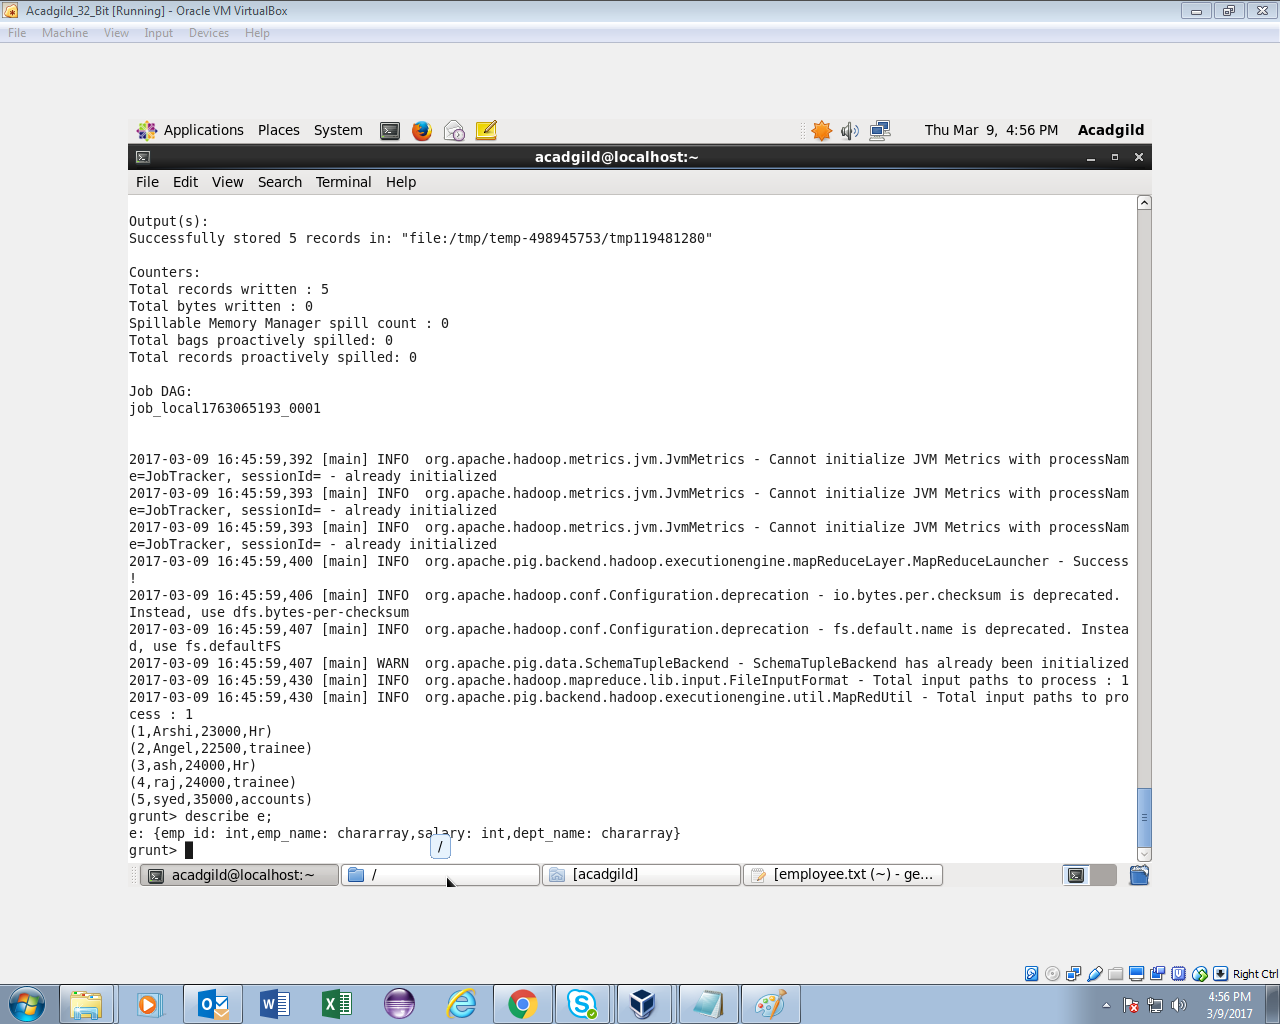 Acadgild_32_Bit [Running] - Oracle VM VirtualBox
File Machine View Input Devices Help
Applications Places System Thu Mar 9, 4:56 PM Acadgild
acadgild@localhost:~
File Edit View Search Terminal Help
Output(s):
Successfully stored 5 records in: "file:/tmp/temp-498945753/tmp119481280"
Counters:
Total records written : 5
Total bytes written : 0
Spillable Memory Manager spill count : 0
Total bags proactively spilled: 0
Total records proactively spilled: 0
Job DAG:
job_local1763065193_0001
2017-03-09 16:45:59,392 [main] INFO  org.apache.hadoop.metrics.jvm.JvmMetrics - Cannot initialize JVM Metrics with processNam
e=JobTracker, sessionId= - already initialized
2017-03-09 16:45:59,393 [main] INFO  org.apache.hadoop.metrics.jvm.JvmMetrics - Cannot initialize JVM Metrics with processNam
e=JobTracker, sessionId= - already initialized
2017-03-09 16:45:59,393 [main] INFO  org.apache.hadoop.metrics.jvm.JvmMetrics - Cannot initialize JVM Metrics with processNam
e=JobTracker, sessionId= - already initialized
2017-03-09 16:45:59,400 [main] INFO  org.apache.pig.backend.hadoop.executionengine.mapReduceLayer.MapReduceLauncher - Success
!
2017-03-09 16:45:59,406 [main] INFO  org.apache.hadoop.conf.Configuration.deprecation - io.bytes.per.checksum is deprecated.
Instead, use dfs.bytes-per-checksum
2017-03-09 16:45:59,407 [main] INFO  org.apache.hadoop.conf.Configuration.deprecation - fs.default.name is deprecated. Instea
d, use fs.defaultFS
2017-03-09 16:45:59,407 [main] WARN  org.apache.pig.data.SchemaTupleBackend - SchemaTupleBackend has already been initialized
2017-03-09 16:45:59,430 [main] INFO  org.apache.hadoop.mapreduce.lib.input.FileInputFormat - Total input paths to process : 1
2017-03-09 16:45:59,430 [main] INFO  org.apache.pig.backend.hadoop.executionengine.util.MapRedUtil - Total input paths to pro
cess : 1
(1,Arshi,23000,Hr)
(2,Angel,22500,trainee)
(3,ash,24000,Hr)
(4,raj,24000,trainee)
(5,syed,35000,accounts)
grunt> describe e;
e: {emp_id: int,emp_name: chararray,salary: int,dept_name: chararray}
grunt>
/
acadgild@localhost:~ / [acadgild] [employee.txt (~) - ge...
Right Ctrl
4:56 PM
3/9/2017